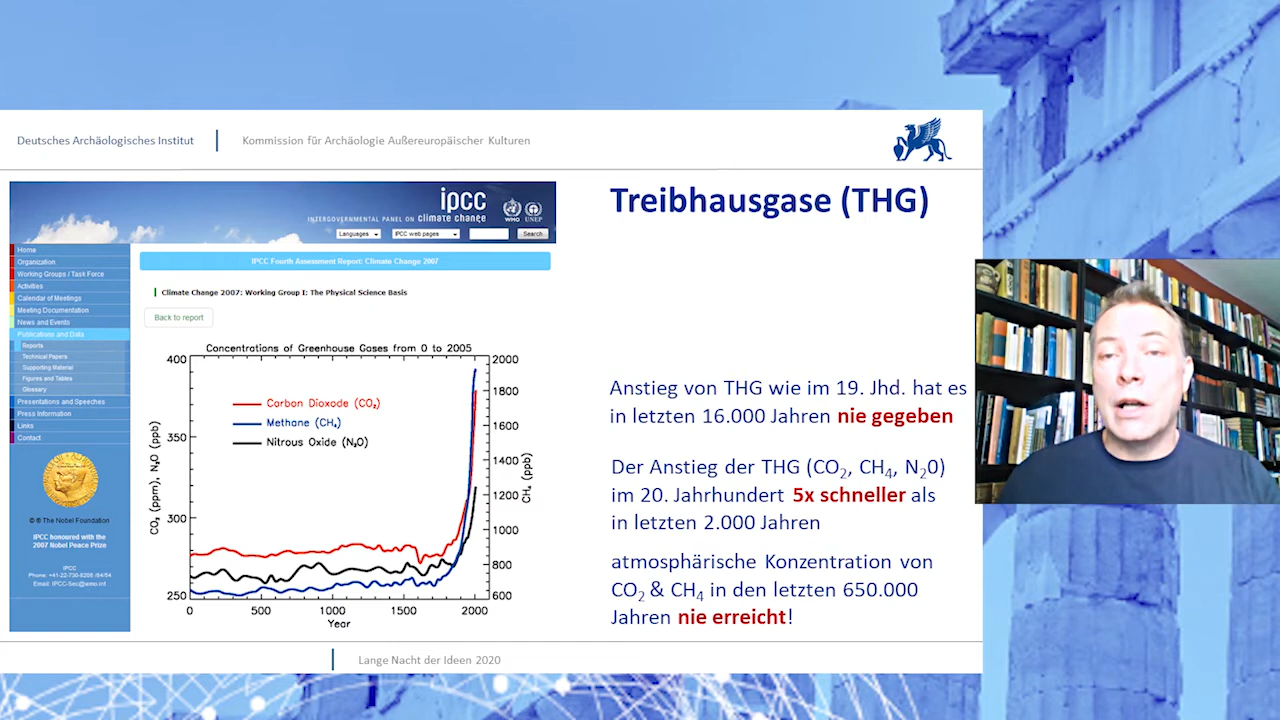 Deutsches Archäologisches Institut
Kommission für Archäologie Außereuropäischer Kulturen
ipcc
INTERGOVERNMENTAL PANEL ON climate change
WMO UNEP
Languages
IPCC web pages
Search
Home
Organization
Working Groups / Task Force
Activities
Calendar of Meetings
Meeting Documentation
News and Events
Publications and Data
Reports
Technical Papers
Supporting Material
Figures and Tables
Glossary
Presentations and Speeches
Press Information
Links
Contact
© ® The Nobel Foundation
IPCC honoured with the
2007 Nobel Peace Prize
IPCC
Phone: +41-22-730-8208 /84/54
Email: IPCC-Sec@wmo.int
IPCC Fourth Assessment Report: Climate Change 2007
Climate Change 2007: Working Group I: The Physical Science Basis
Back to report
Concentrations of Greenhouse Gases from 0 to 2005
400
350
300
250
CO₂ (ppm), N₂O (ppb)
Carbon Dioxode (CO₂)
Methane (CH₄)
Nitrous Oxide (N₂O)
2000
1800
1600
1400
1200
1000
800
600
CH₄ (ppb)
0 500 1000 1500 2000
Year
Treibhausgase (THG)
Anstieg von THG wie im 19. Jhd. hat es
in letzten 16.000 Jahren nie gegeben
Der Anstieg der THG (CO₂, CH₄, N₂0)
im 20. Jahrhundert 5x schneller als
in letzten 2.000 Jahren
atmosphärische Konzentration von
CO₂ & CH₄ in den letzten 650.000
Jahren nie erreicht!
Lange Nacht der Ideen 2020